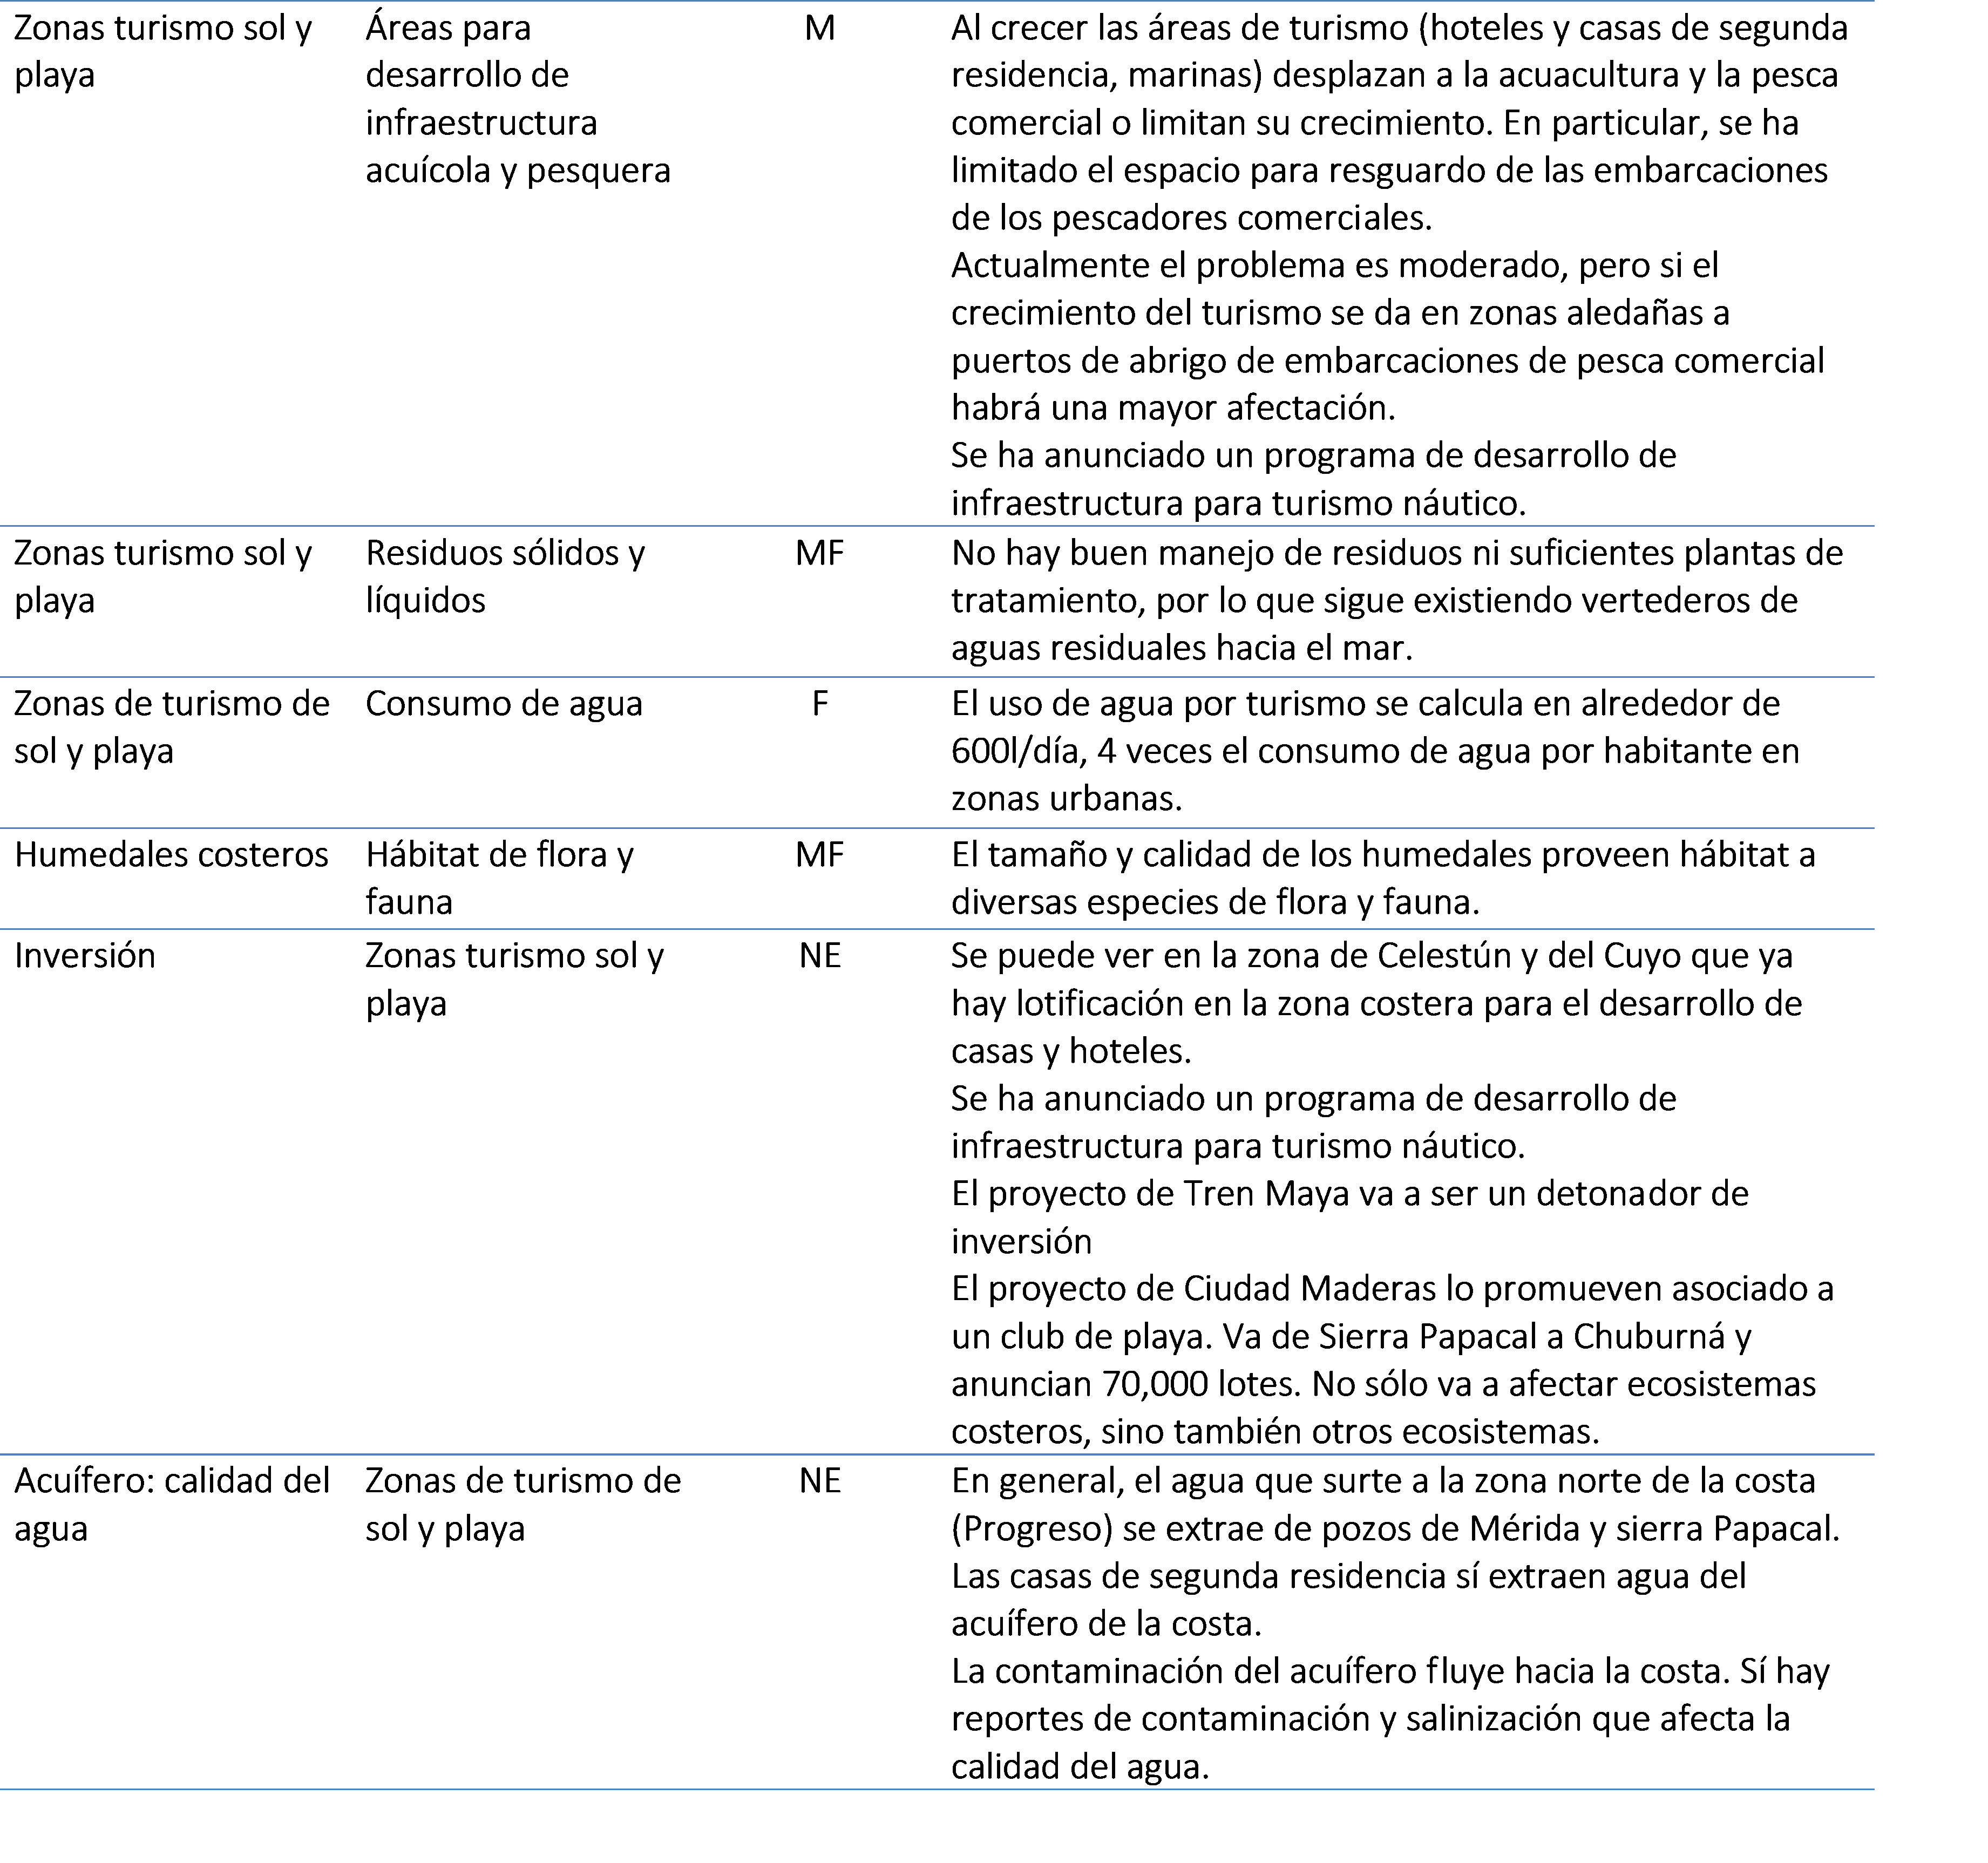 Zonas turismo sol y
playa
Áreas para
desarrollo de
infraestructura
acuícola y pesquera
M
Al crecer las áreas de turismo (hoteles y casas de segunda
residencia, marinas) desplazan a la acuacultura y la pesca
comercial o limitan su crecimiento. En particular, se ha
limitado el espacio para resguardo de las embarcaciones
de los pescadores comerciales.
Actualmente el problema es moderado, pero si el
crecimiento del turismo se da en zonas aledañas a
puertos de abrigo de embarcaciones de pesca comercial
habrá una mayor afectación.
Se ha anunciado un programa de desarrollo de
infraestructura para turismo náutico.
Zonas turismo sol y
playa
Residuos sólidos y
líquidos
MF
No hay buen manejo de residuos ni suficientes plantas de
tratamiento, por lo que sigue existiendo vertederos de
aguas residuales hacia el mar.
Zonas de turismo de
sol y playa
Consumo de agua
F
El uso de agua por turismo se calcula en alrededor de
600l/día, 4 veces el consumo de agua por habitante en
zonas urbanas.
Humedales costeros
Hábitat de flora y
fauna
MF
El tamaño y calidad de los humedales proveen hábitat a
diversas especies de flora y fauna.
Inversión
Zonas turismo sol y
playa
NE
Se puede ver en la zona de Celestún y del Cuyo que ya
hay lotificación en la zona costera para el desarrollo de
casas y hoteles.
Se ha anunciado un programa de desarrollo de
infraestructura para turismo náutico.
El proyecto de Tren Maya va a ser un detonador de
inversión
El proyecto de Ciudad Maderas lo promueven asociado a
un club de playa. Va de Sierra Papacal a Chuburná y
anuncian 70,000 lotes. No sólo va a afectar ecosistemas
costeros, sino también otros ecosistemas.
Acuífero: calidad del
agua
Zonas de turismo de
sol y playa
NE
En general, el agua que surte a la zona norte de la costa
(Progreso) se extrae de pozos de Mérida y sierra Papacal.
Las casas de segunda residencia sí extraen agua del
acuífero de la costa.
La contaminación del acuífero fluye hacia la costa. Sí hay
reportes de contaminación y salinización que afecta la
calidad del agua.